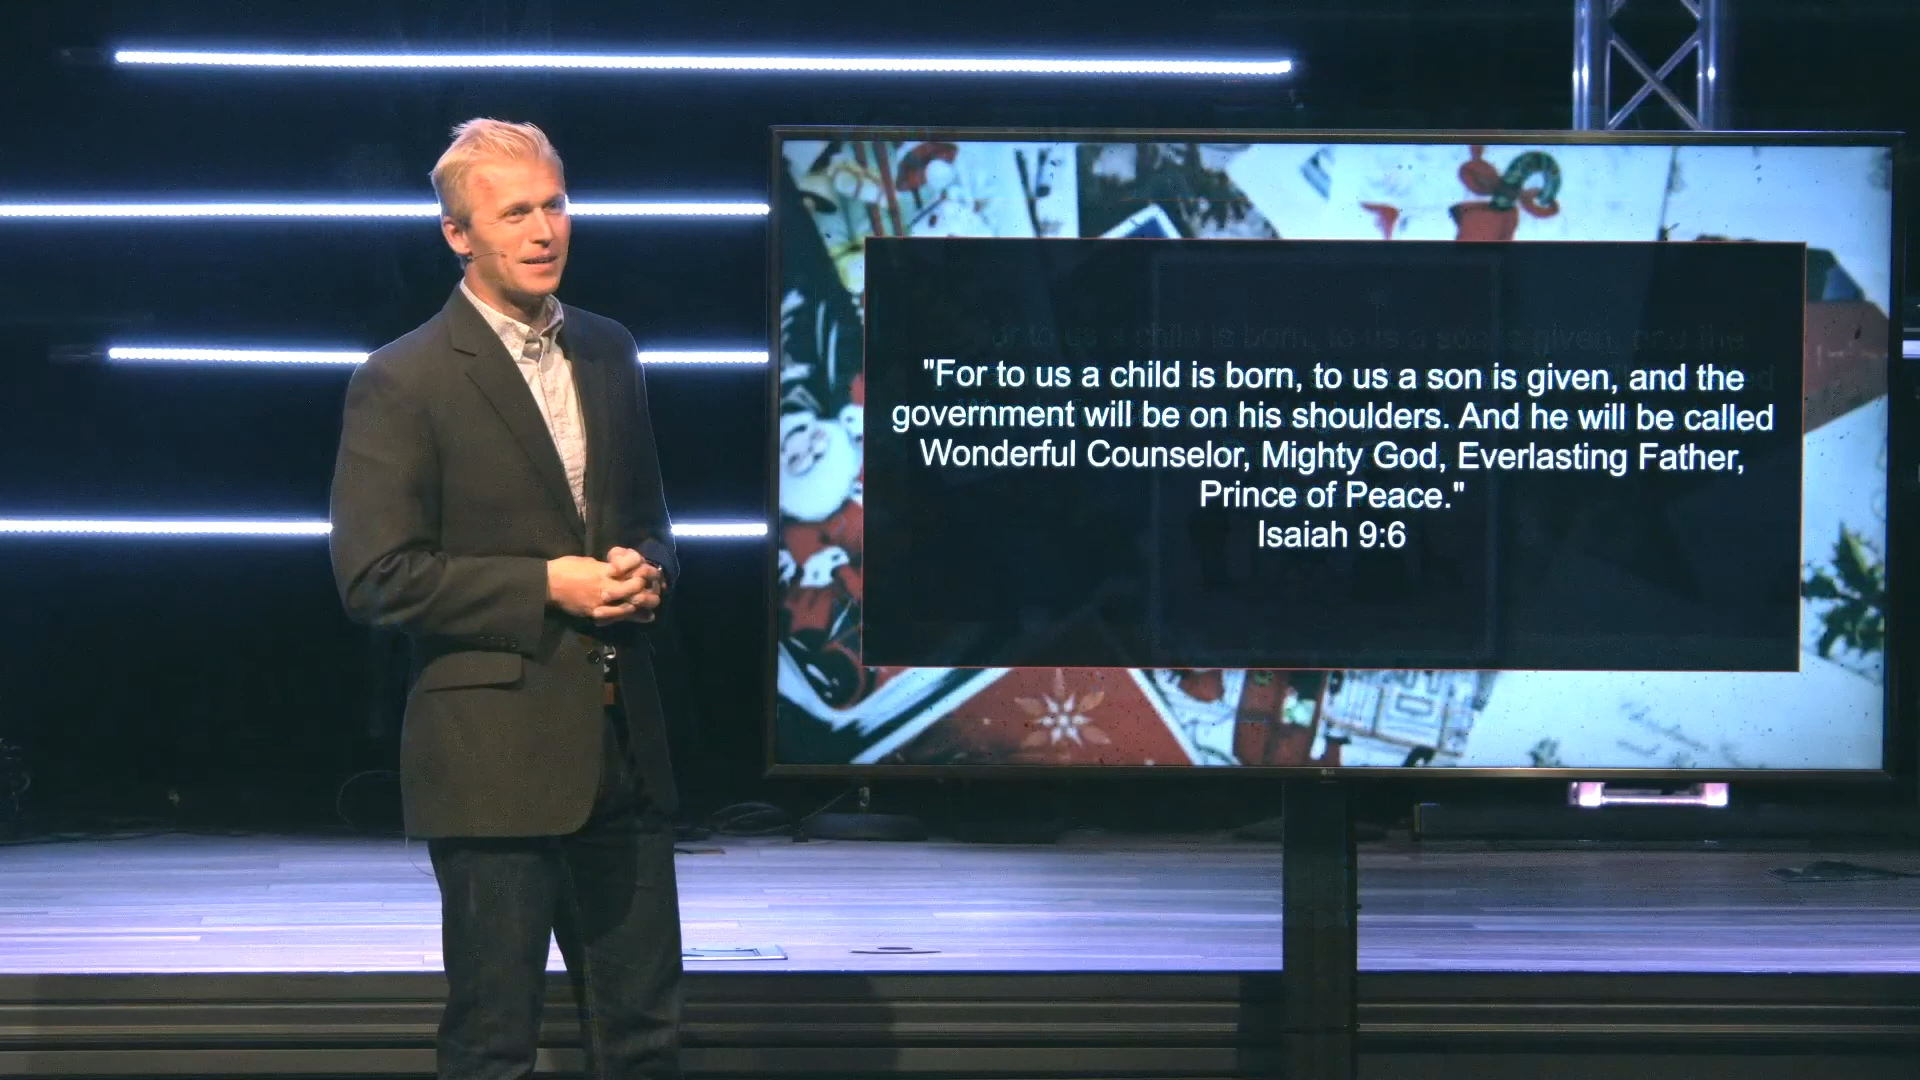 "For to us a child is born, to us a son is given, and the
government will be on his shoulders. And he will be called
Wonderful Counselor, Mighty God, Everlasting Father,
Prince of Peace."
Isaiah 9:6